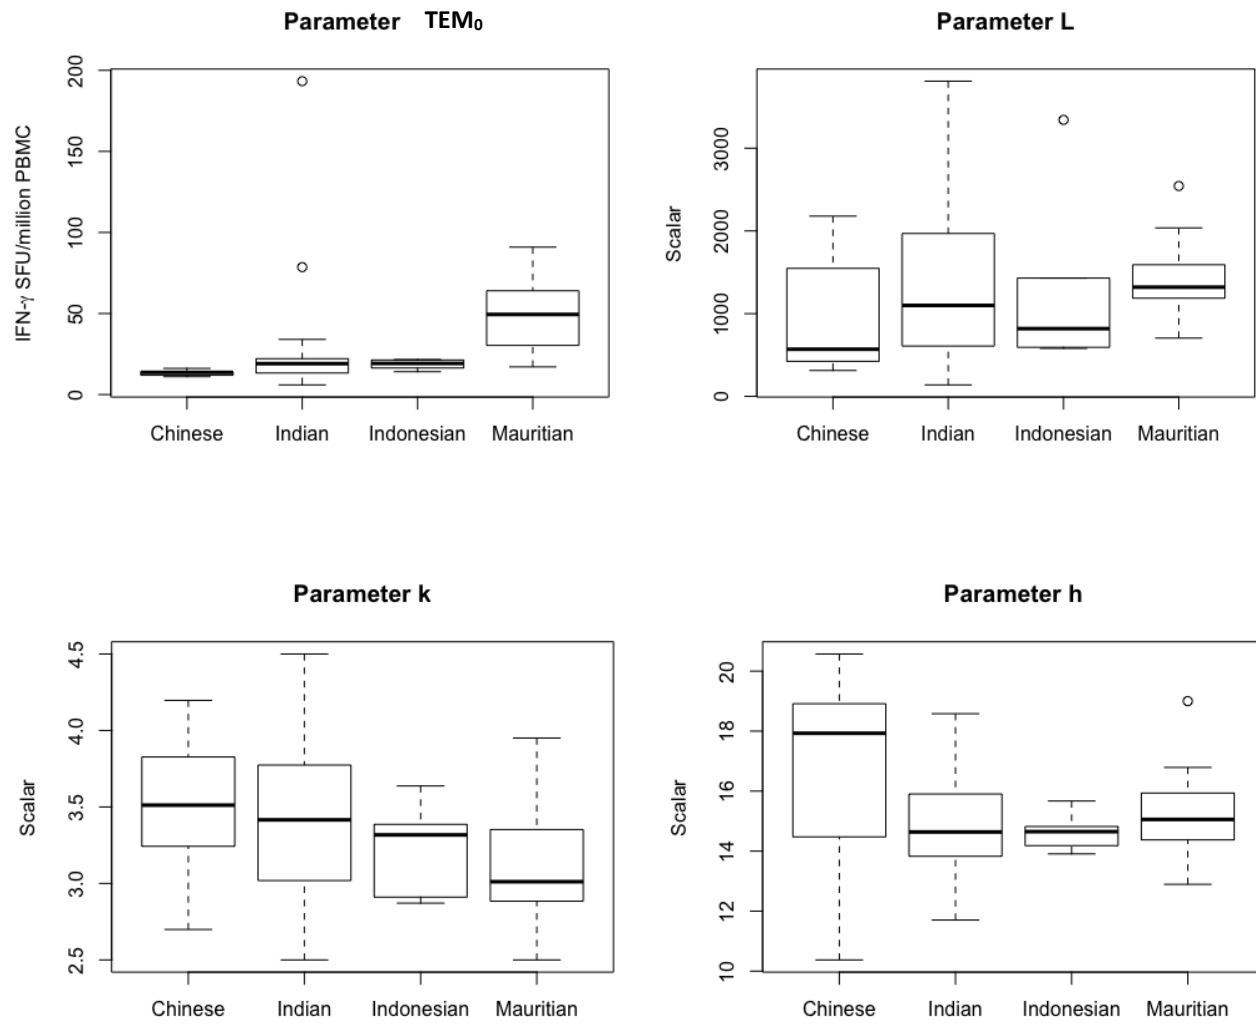 Parameter TEM₀
IFN-γ SFU/million PBMC
200
150
100
50
0
Chinese Indian Indonesian Mauritian
Parameter L
Scalar
3000
2000
1000
0
Chinese Indian Indonesian Mauritian
Parameter k
Scalar
4.5
4.0
3.5
3.0
2.5
Chinese Indian Indonesian Mauritian
Parameter h
Scalar
20
18
16
14
12
10
Chinese Indian Indonesian Mauritian